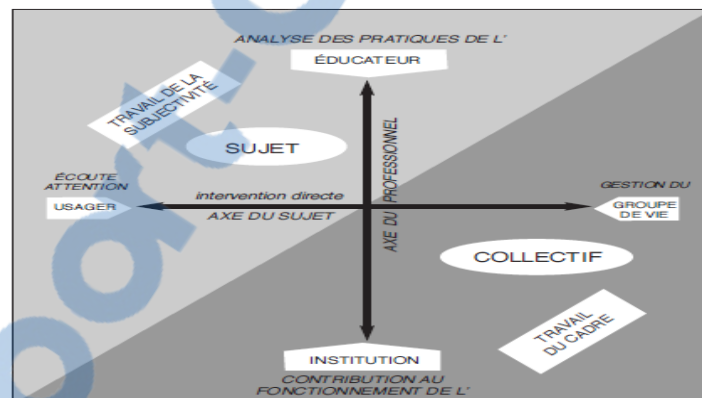 ANALYSE DES PRATIQUES DE L'
ÉDUCATEUR
TRAVAIL DE LA
SUBJECTIVITÉ
SUJET
ÉCOUTE
ATTENTION
USAGER
intervention directe
AXE DU SUJET
AXE DU PROFESSIONNEL
GESTION DU
GROUPE
DE VIE
COLLECTIF
TRAVAIL
DU CADRE
INSTITUTION
CONTRIBUTION AU
FONCTIONNEMENT DE L'